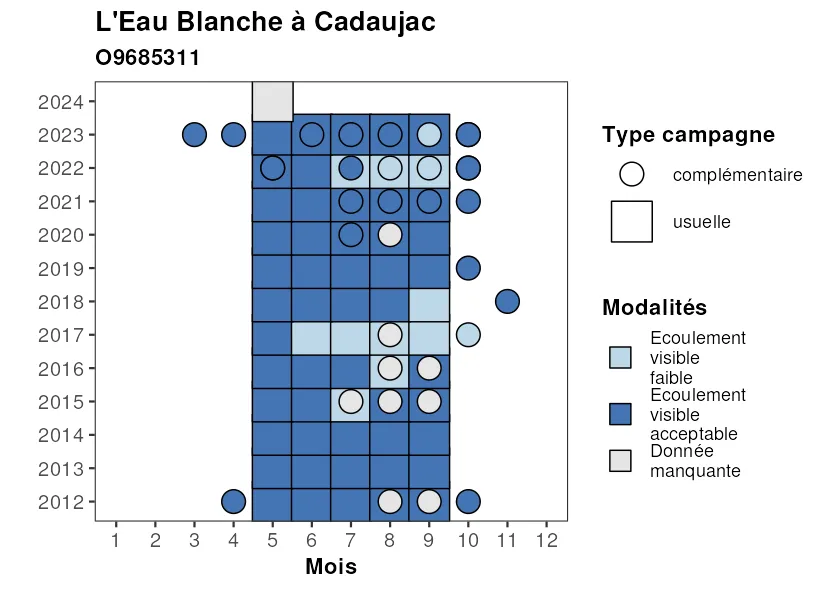 L'Eau Blanche à Cadaujac
O9685311
2024
2023
2022
2021
2020
2019
2018
2017
2016
2015
2014
2013
2012
1 2 3 4 5 6 7 8 9 10 11 12
Mois
Type campagne
complémentaire
usuelle
Modalités
Ecoulement
visible
faible
Ecoulement
visible
acceptable
Donnée
manquante